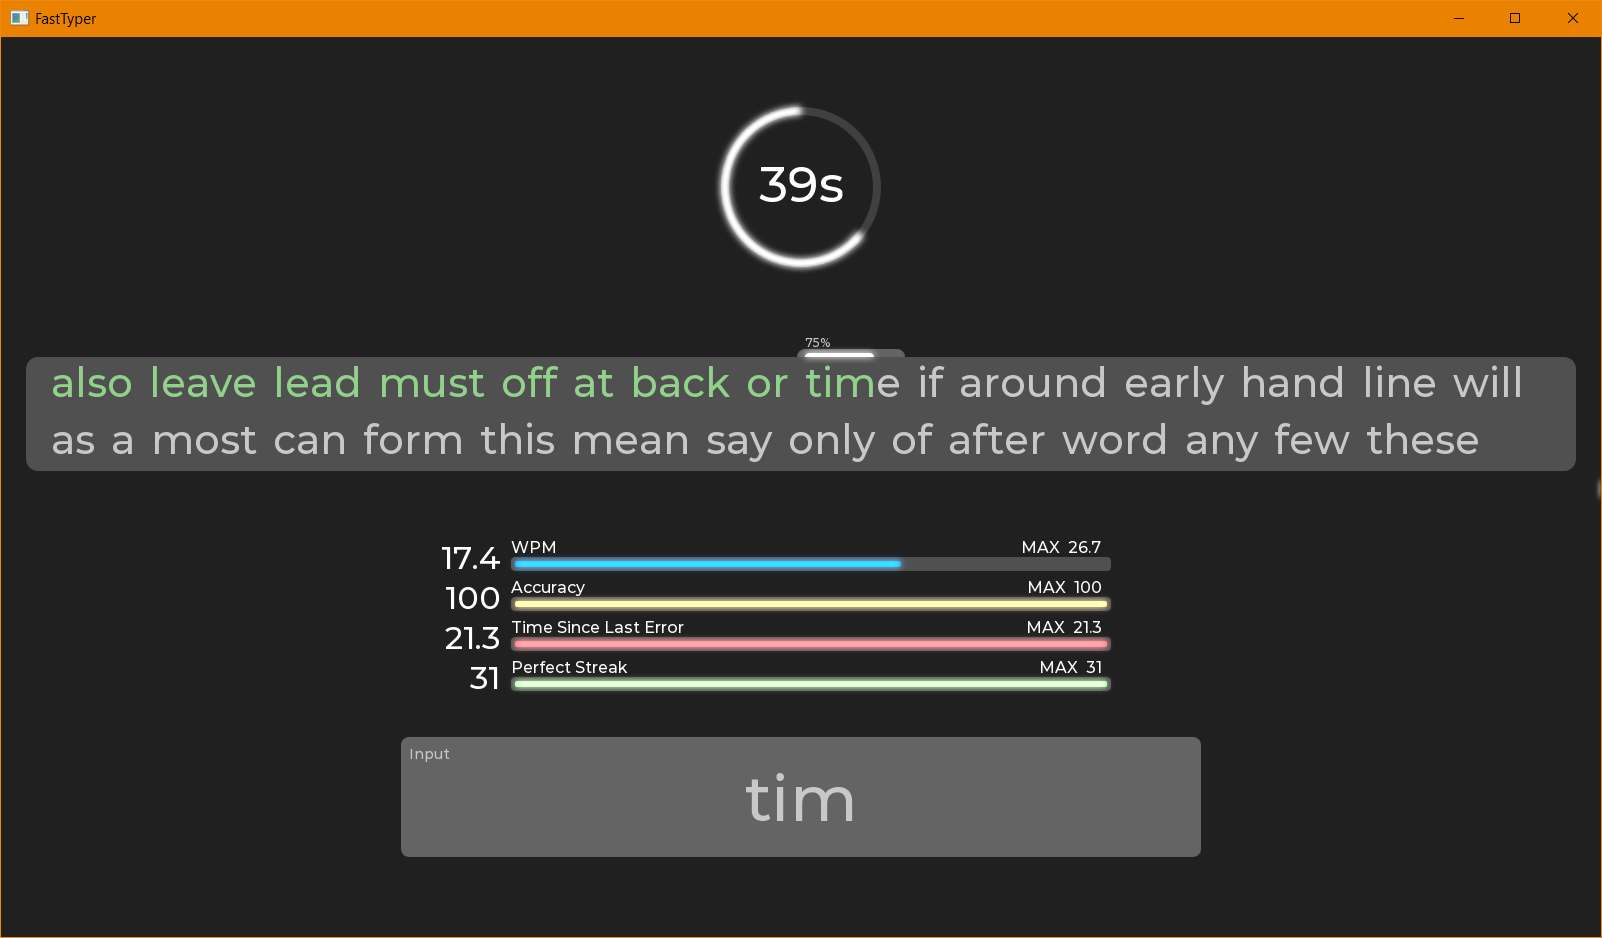 FastTyper
39s
75%
also leave lead must off at back or time if around early hand line will
as a most can form this mean say only of after word any few these
17.4 WPM MAX 26.7
100 Accuracy MAX 100
21.3 Time Since Last Error MAX 21.3
31 Perfect Streak MAX 31
Input
tim